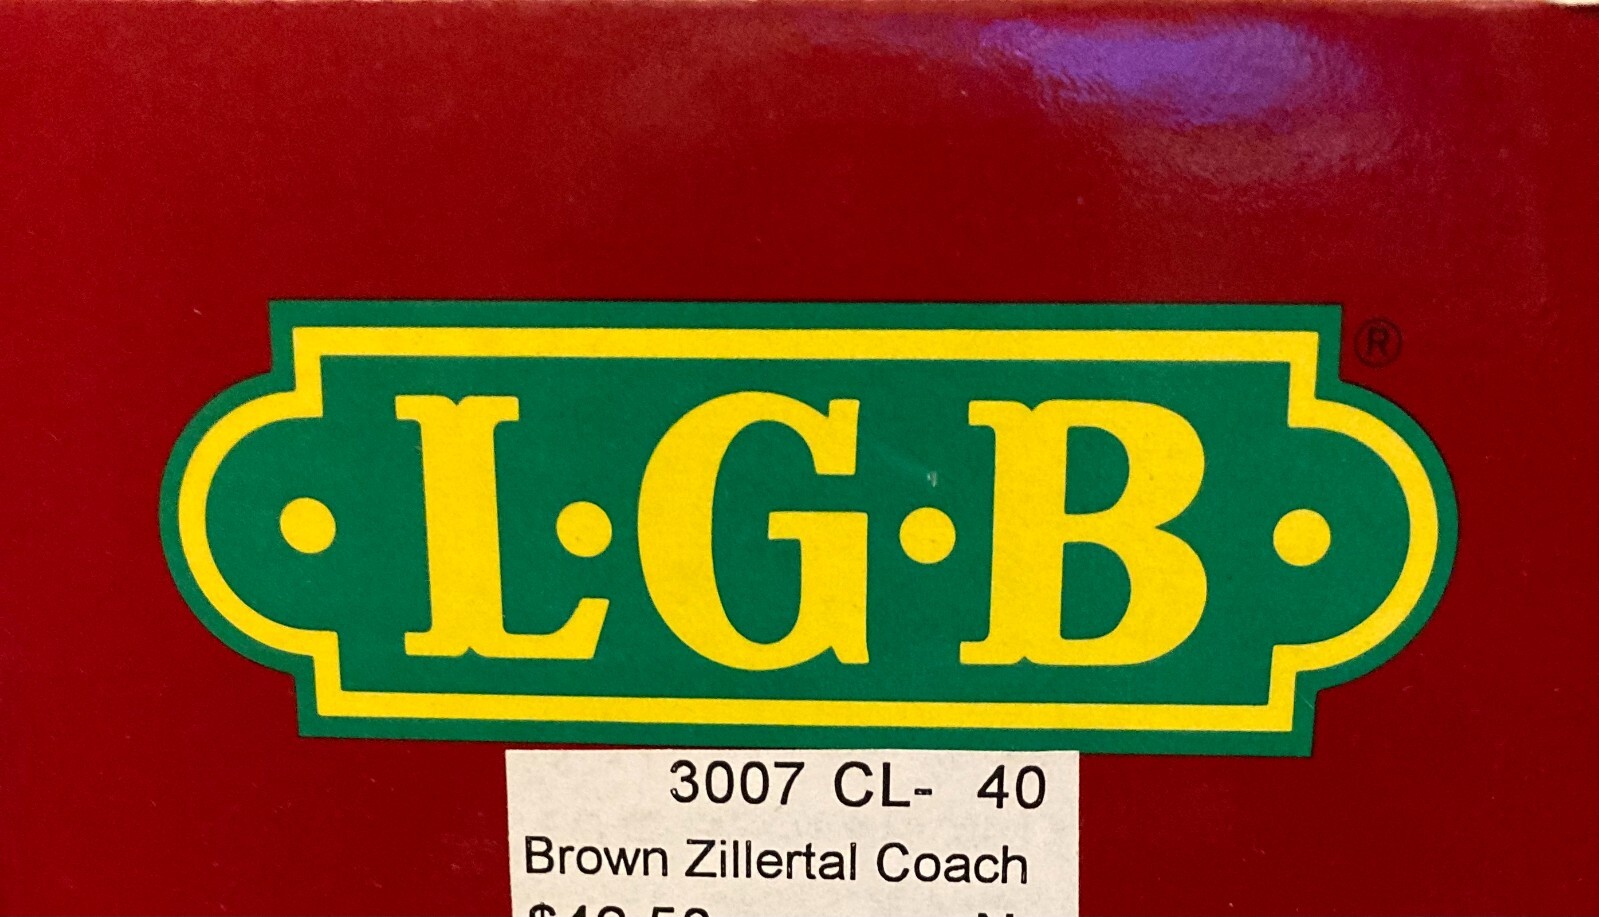 L·G·B ®
3007 CL- 40
Brown Zillertal Coach